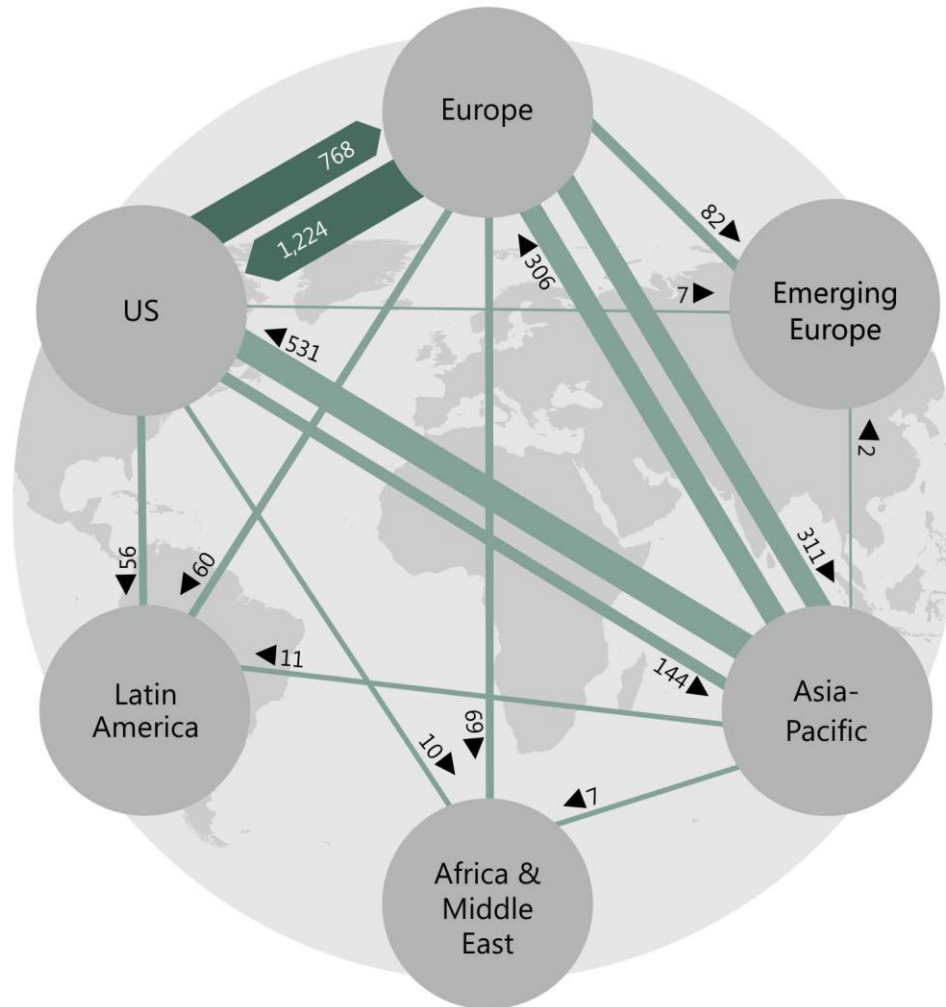 Europe
768
1,224
82
306
US
7
Emerging
Europe
531
2
311
56
60
11
144
Latin
America
10
69
7
Asia-
Pacific
Africa &
Middle
East